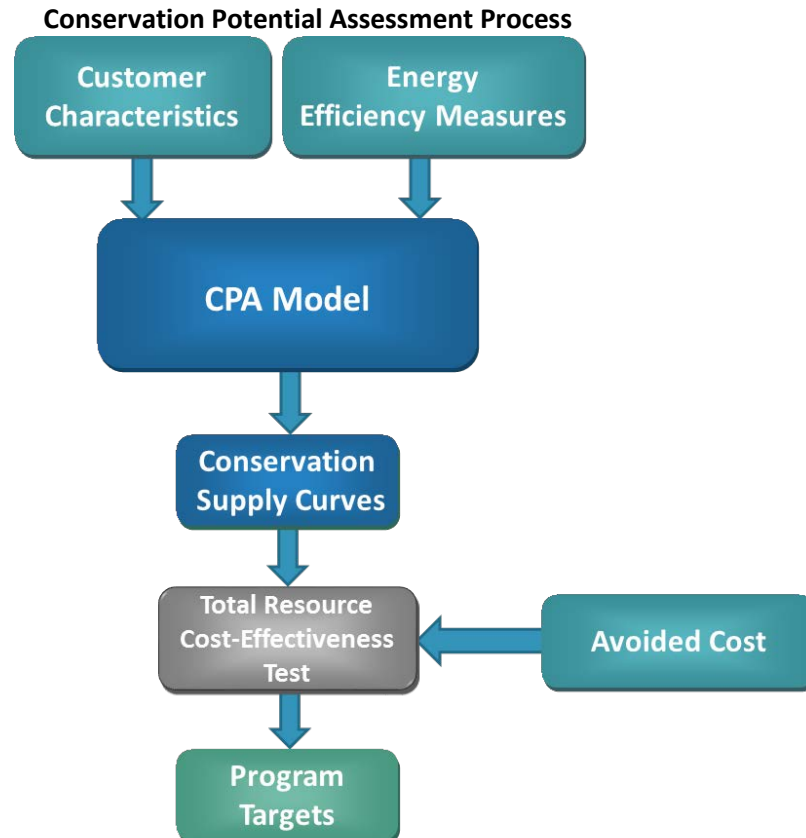 Conservation Potential Assessment Process
Customer
Characteristics
Energy
Efficiency Measures
CPA Model
Conservation
Supply Curves
Total Resource
Cost-Effectiveness
Test
Avoided Cost
Program
Targets